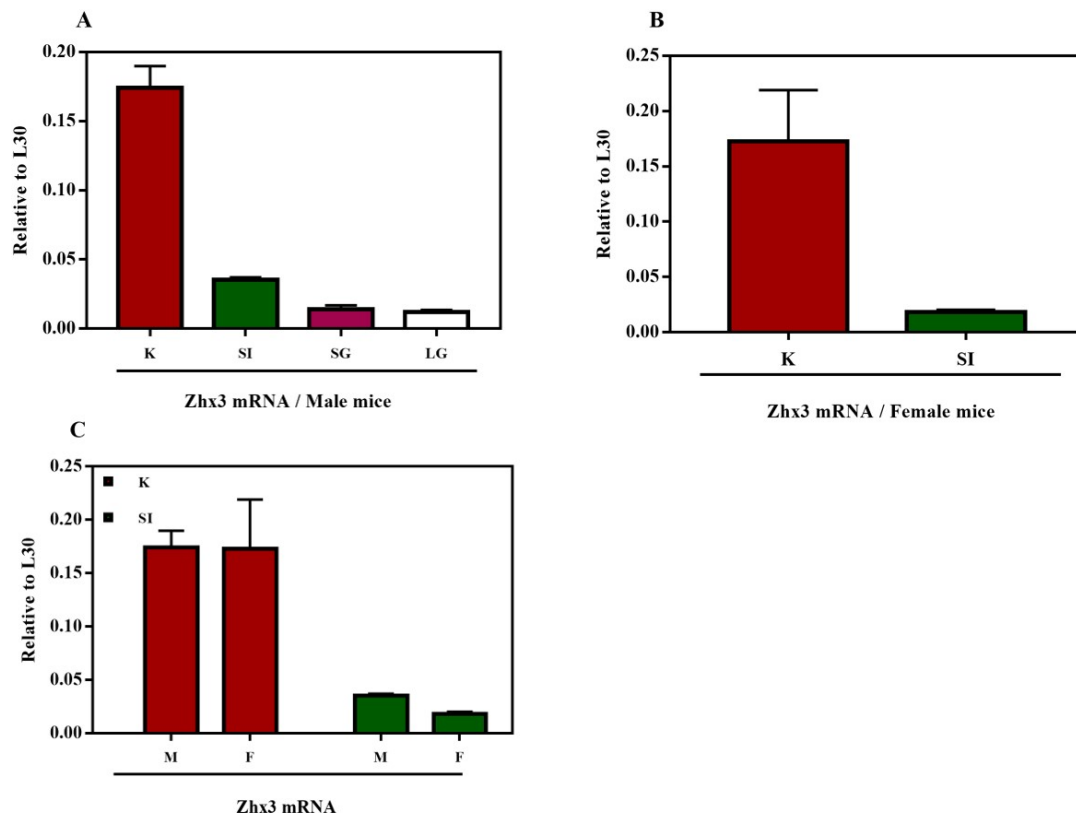 A
Relative to L30
0.20
0.15
0.10
0.05
0.00
K SI SG LG
Zhx3 mRNA / Male mice
B
Relative to L30
0.25
0.20
0.15
0.10
0.05
0.00
K SI
Zhx3 mRNA / Female mice
C
Relative to L30
0.25
0.20
0.15
0.10
0.05
0.00
K
SI
M F M F
Zhx3 mRNA